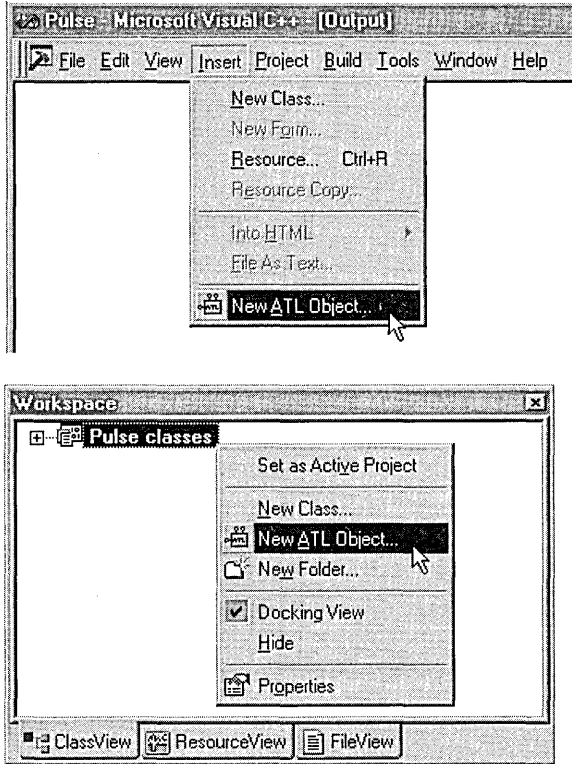 Pulse - Microsoft Visual C++ - [Output]
File Edit View Insert Project Build Tools Window Help
New Class...
New Form...
Resource... Ctrl+R
Resource Copy...
Into HTML
File As Text...
New ATL Object...
Workspace
Pulse classes
Set as Active Project
New Class...
New ATL Object...
New Folder...
Docking View
Hide
Properties
ClassView ResourceView FileView